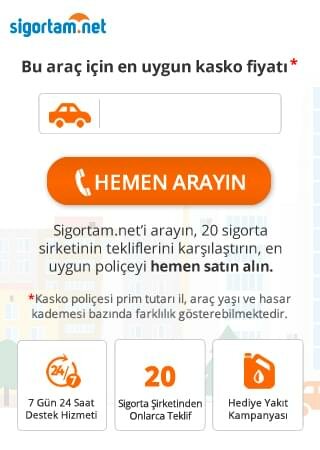 sigortam.net
Bu araç için en uygun kasko fiyatı*
HEMEN ARAYIN
Sigortam.net’i arayın, 20 sigorta
sirketinin tekliflerini karşılaştırın, en
uygun poliçeyi hemen satın alın.
*Kasko poliçesi prim tutarı il, araç yaşı ve hasar
kademesi bazında farklılık gösterebilmektedir.
24/7
7 Gün 24 Saat
Destek Hizmeti
20
Sigorta Şirketinden
Onlarca Teklif
Hediye Yakıt
Kampanyası